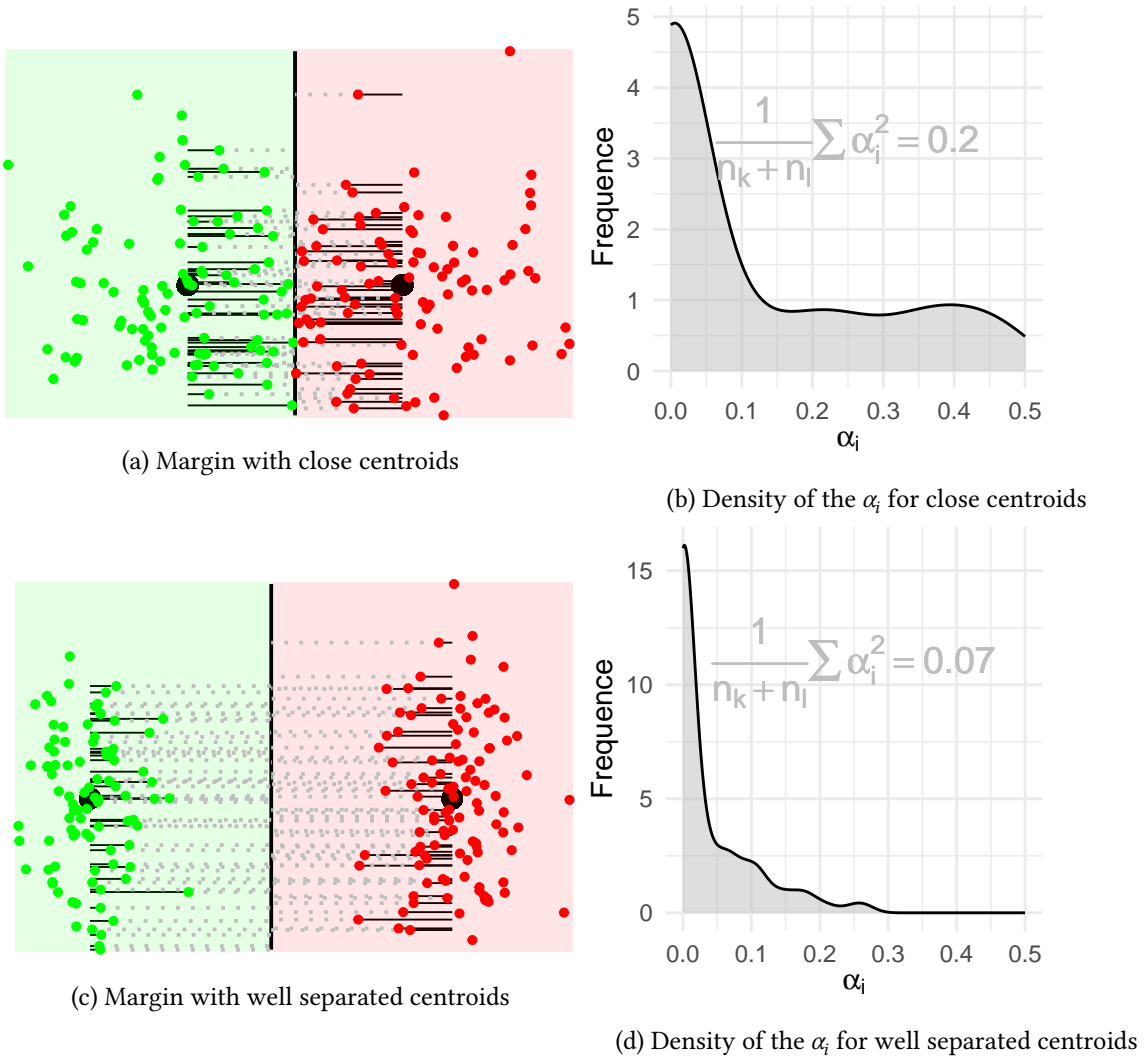 (a) Margin with close centroids
5
4
3
2
1
0
Frequence
1
n_k + n_l
∑ α_i^2 = 0.2
0.0 0.1 0.2 0.3 0.4 0.5
α_i
(b) Density of the α_i for close centroids
(c) Margin with well separated centroids
15
10
5
0
Frequence
1
n_k + n_l
∑ α_i^2 = 0.07
0.0 0.1 0.2 0.3 0.4 0.5
α_i
(d) Density of the α_i for well separated centroids